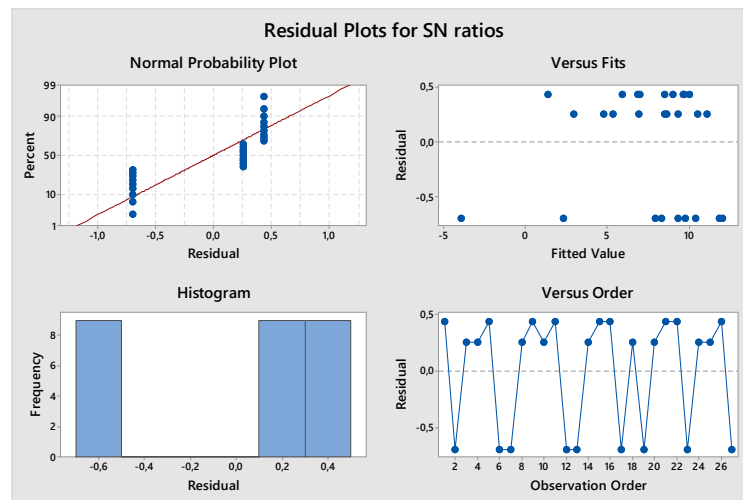 Residual Plots for SN ratios
Normal Probability Plot
Percent
99
90
50
10
1
-1,0 -0,5 0,0 0,5 1,0
Residual
Versus Fits
Residual
0,5
0,0
-0,5
-5 0 5 10
Fitted Value
Histogram
Frequency
8
6
4
2
0
-0,6 -0,4 -0,2 0,0 0,2 0,4
Residual
Versus Order
Residual
0,5
0,0
-0,5
2 4 6 8 10 12 14 16 18 20 22 24 26
Observation Order